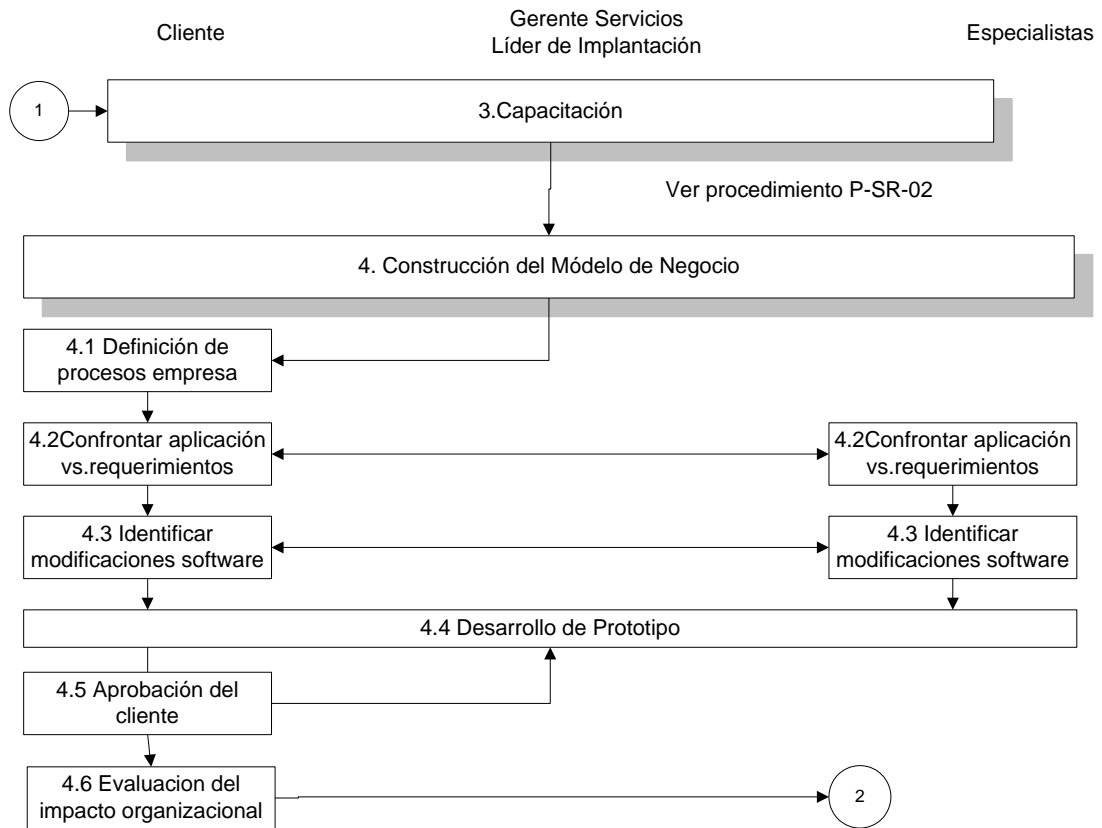 Cliente
Gerente Servicios
Líder de Implantación
Especialistas
1
3.Capacitación
Ver procedimiento P-SR-02
4. Construcción del Módelo de Negocio
4.1 Definición de
procesos empresa
4.2Confrontar aplicación
vs.requerimientos
4.2Confrontar aplicación
vs.requerimientos
4.3 Identificar
modificaciones software
4.3 Identificar
modificaciones software
4.4 Desarrollo de Prototipo
4.5 Aprobación del
cliente
4.6 Evaluacion del
impacto organizacional
2